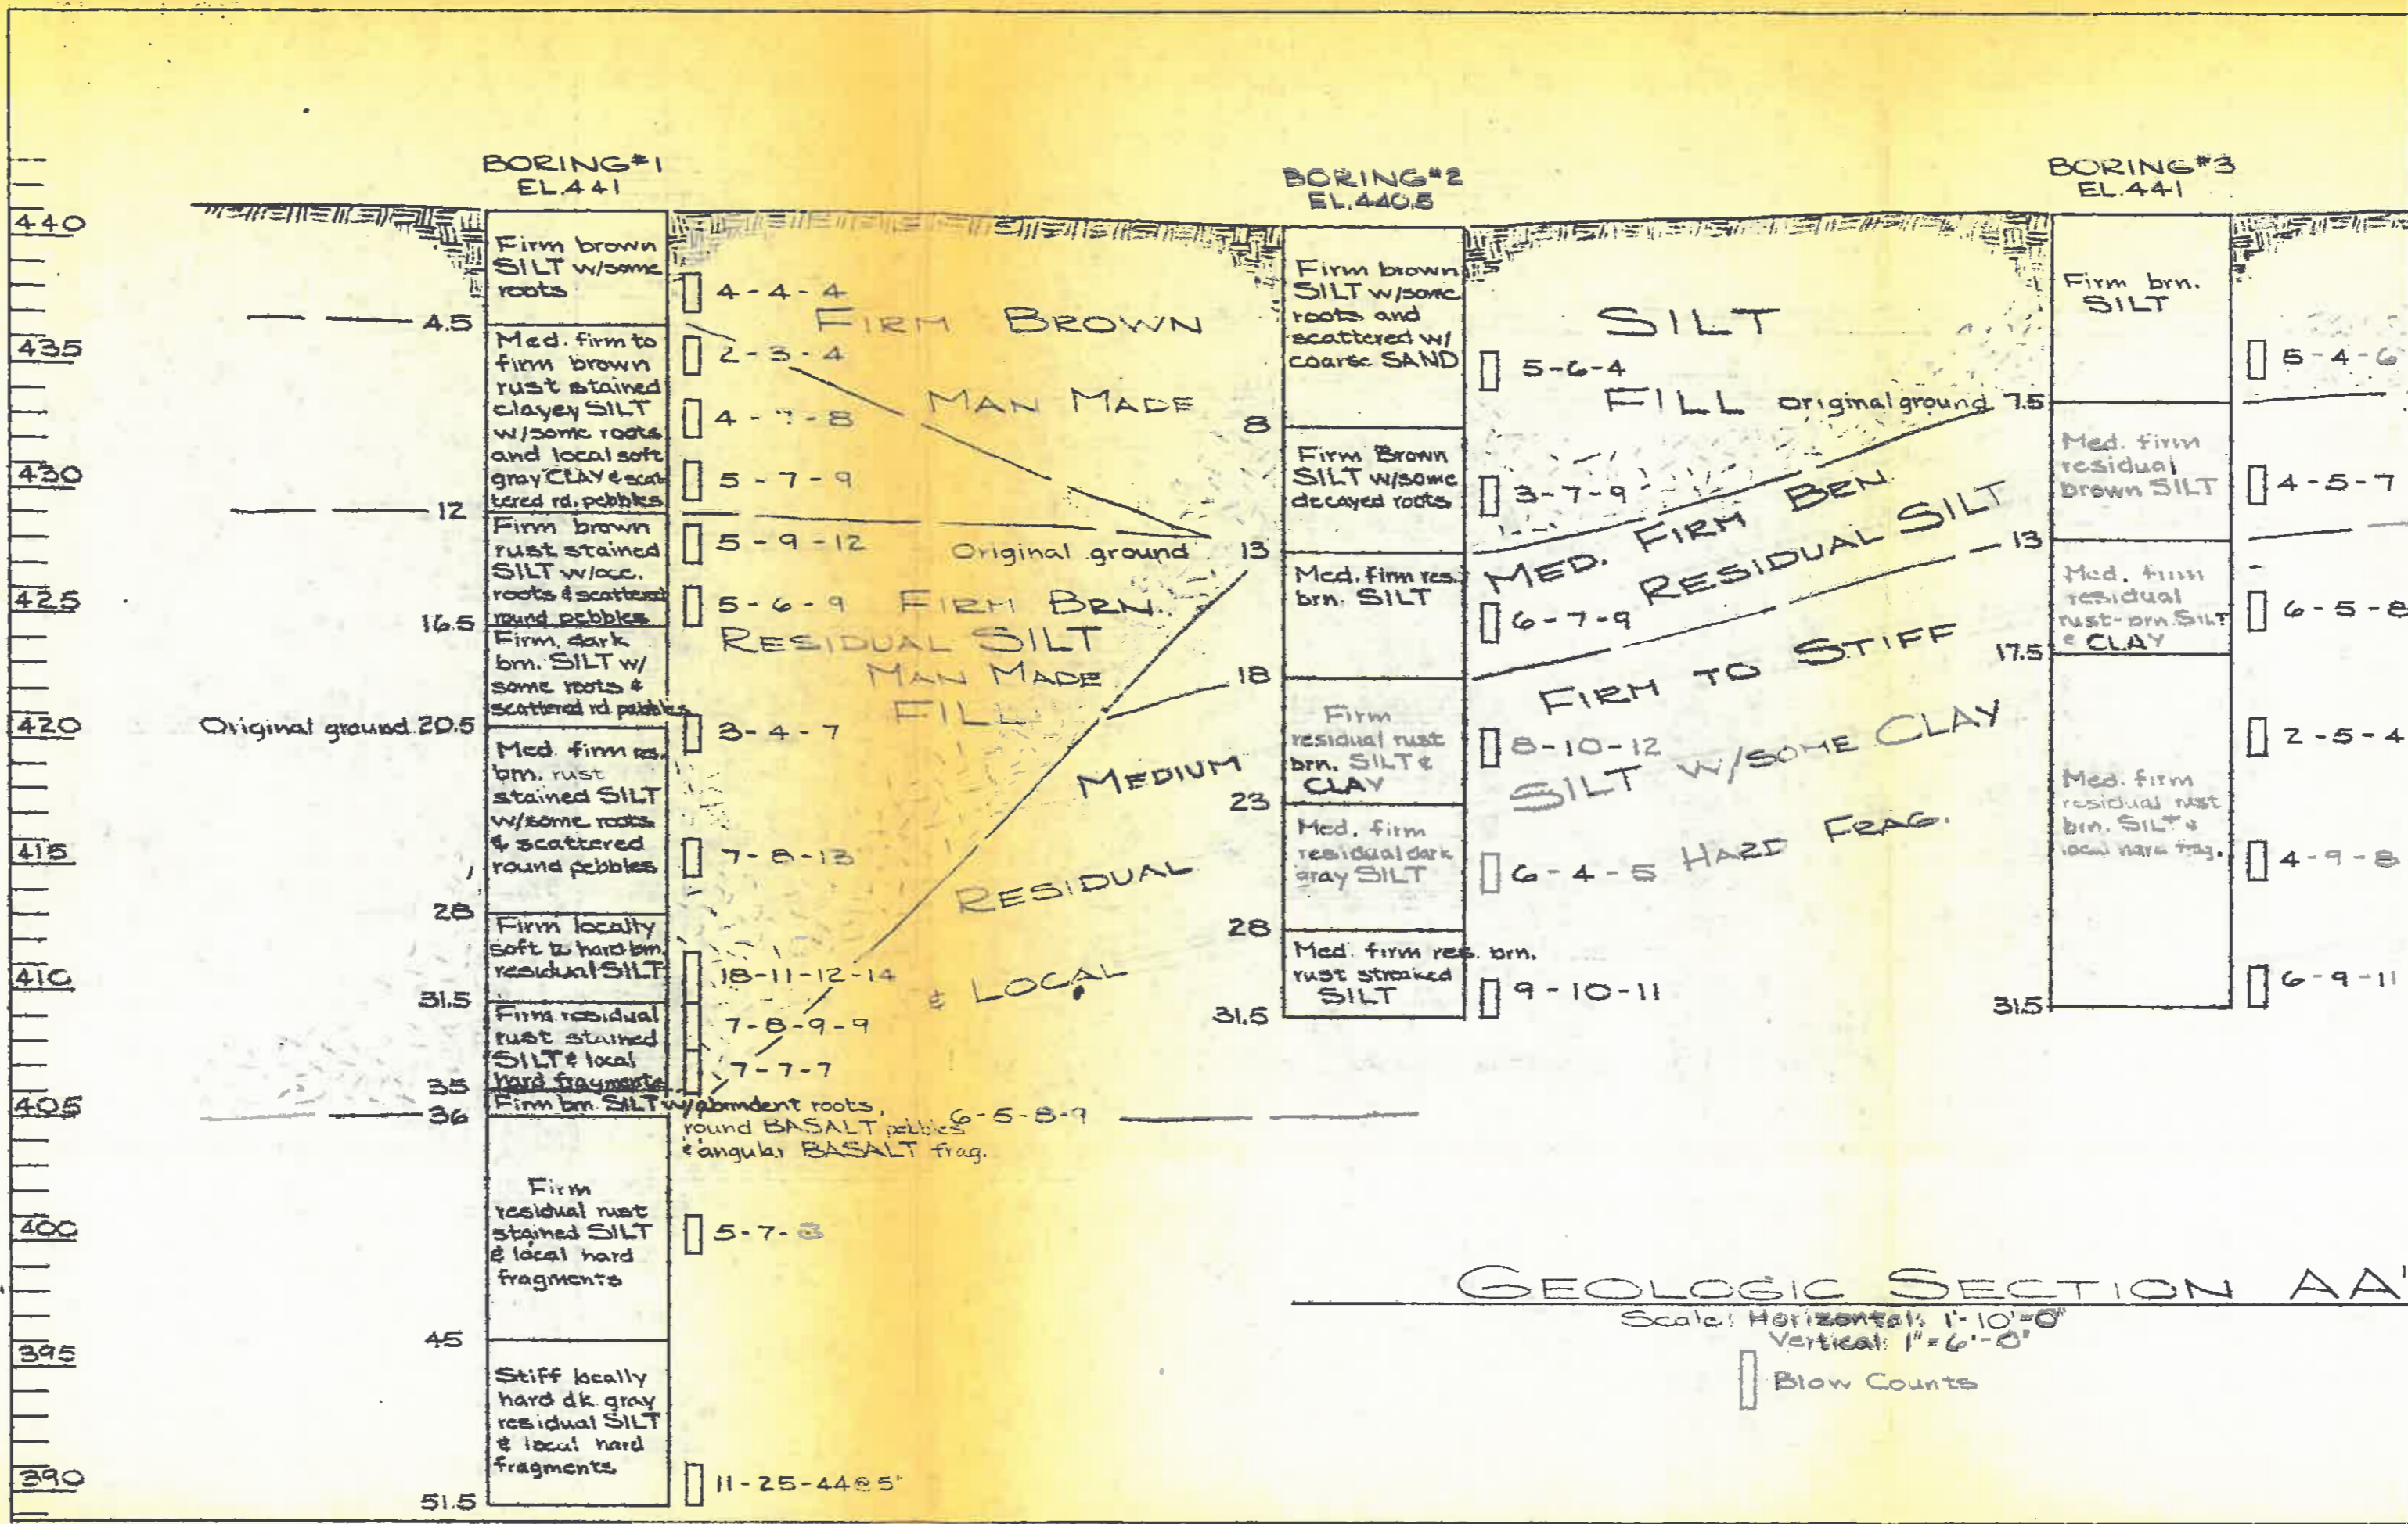 BORING #1
EL. 441
BORING #2
EL. 440.5
BORING #3
EL. 441
440
435
430
425
420
415
410
405
400
395
390
Firm brown
SILT w/some
roots
4.5
Med. firm to
firm brown
rust stained
clayey SILT
w/some roots
and local soft
gray CLAY & scat
tered rd. pebbles
12
Firm brown
rust stained
SILT w/occ.
roots & scattered
round pebbles
16.5
Firm dark
brn. SILT w/
some roots &
scattered rd pebbles
Original ground 20.5
Med. firm res.
brn. rust
stained SILT
w/some roots
& scattered
round pebbles
28
Firm locally
soft to hard brn.
residual SILT
31.5
Firm residual
rust stained
SILT & local
hard fragments
35
Firm brn. SILT w/abundent roots,
round BASALT pebbles
& angular BASALT frag.
36
Firm
residual rust
stained SILT
& local hard
fragments
45
Stiff locally
hard dk. gray
residual SILT
& local hard
fragments
51.5
4-4-4
2-3-4
4-7-8
5-7-9
5-9-12
5-6-9
3-4-7
7-8-13
18-11-12-14
7-8-9-9
7-7-7
6-5-8-9
5-7-8
11-25-44@5"
FIRM BROWN
MAN MADE
SILT
FILL
Original ground
FIRM BRN.
RESIDUAL SILT
MAN MADE
FILL
MEDIUM
RESIDUAL
& LOCAL
Firm brown
SILT w/some
roots and
scattered w/
coarse SAND
8
Firm Brown
SILT w/some
decayed roots
13
Med. firm res.
brn. SILT
18
Firm
residual rust
brn. SILT &
CLAY
23
Med. firm
residual dark
gray SILT
28
Med. firm res. brn.
rust streaked
SILT
31.5
5-6-4
3-7-9
6-7-9
8-10-12
6-4-5
9-10-11
Original ground 7.5
MED. FIRM BRN.
RESIDUAL SILT
FIRM TO STIFF
SILT W/SOME CLAY
HARD FRAG.
Firm brn.
SILT
Med. firm
residual
brown SILT
13
Med. firm
residual
rust-brn. SILT
& CLAY
17.5
Med. firm
residual rust
brn. SILT &
local hard frag.
31.5
5-4-6
4-5-7
6-5-8
2-5-4
4-9-8
6-9-11
GEOLOGIC SECTION AA'
Scale: Horizontal: 1"-10'-0"
Vertical: 1"=6'-0"
Blow Counts